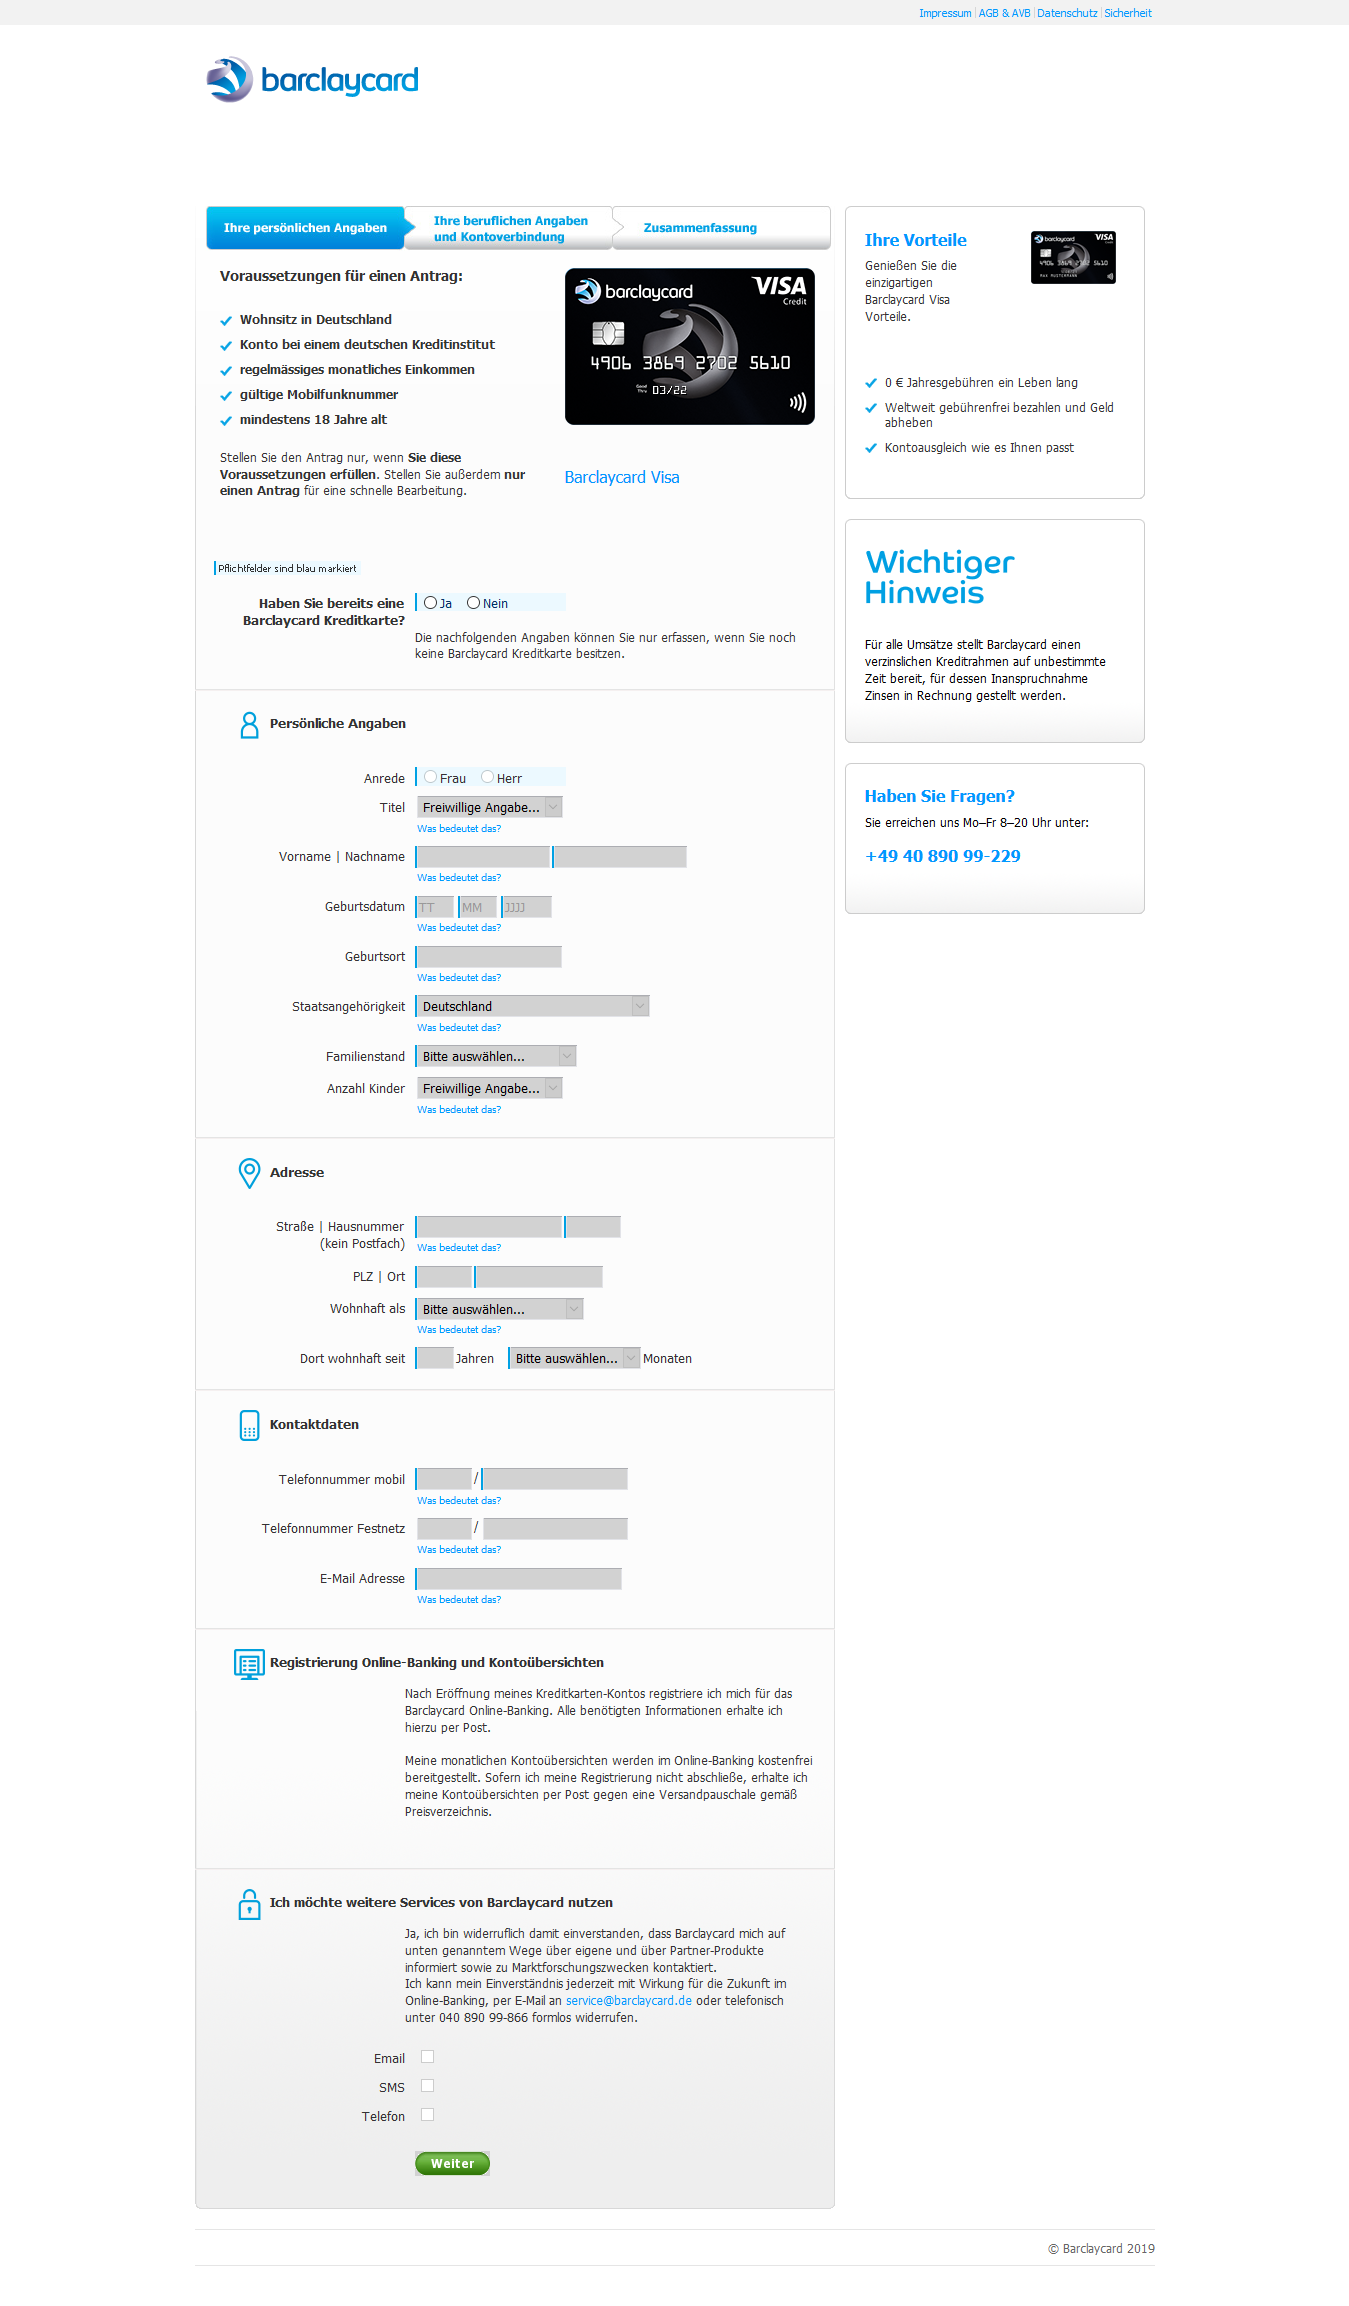 Impressum | AGB & AVB | Datenschutz | Sicherheit
barclaycard
Ihre persönlichen Angaben
Ihre beruflichen Angaben
und Kontoverbindung
Zusammenfassung
Voraussetzungen für einen Antrag:
Wohnsitz in Deutschland
Konto bei einem deutschen Kreditinstitut
regelmässiges monatliches Einkommen
gültige Mobilfunknummer
mindestens 18 Jahre alt
Stellen Sie den Antrag nur, wenn Sie diese
Voraussetzungen erfüllen. Stellen Sie außerdem nur
einen Antrag für eine schnelle Bearbeitung.
barclaycard
VISA
Credit
4906 3869 2702 5610
Good
Thru 03/22
Barclaycard Visa
Pflichtfelder sind blau markiert
Haben Sie bereits eine
Barclaycard Kreditkarte?
Ja Nein
Die nachfolgenden Angaben können Sie nur erfassen, wenn Sie noch
keine Barclaycard Kreditkarte besitzen.
Persönliche Angaben
Anrede Frau Herr
Titel Freiwillige Angabe...
Was bedeutet das?
Vorname | Nachname
Was bedeutet das?
Geburtsdatum TT MM JJJJ
Was bedeutet das?
Geburtsort
Was bedeutet das?
Staatsangehörigkeit Deutschland
Was bedeutet das?
Familienstand Bitte auswählen...
Anzahl Kinder Freiwillige Angabe...
Was bedeutet das?
Adresse
Straße | Hausnummer
(kein Postfach)
Was bedeutet das?
PLZ | Ort
Wohnhaft als Bitte auswählen...
Was bedeutet das?
Dort wohnhaft seit Jahren Bitte auswählen... Monaten
Kontaktdaten
Telefonnummer mobil /
Was bedeutet das?
Telefonnummer Festnetz /
Was bedeutet das?
E-Mail Adresse
Was bedeutet das?
Registrierung Online-Banking und Kontoübersichten
Nach Eröffnung meines Kreditkarten-Kontos registriere ich mich für das
Barclaycard Online-Banking. Alle benötigten Informationen erhalte ich
hierzu per Post.
Meine monatlichen Kontoübersichten werden im Online-Banking kostenfrei
bereitgestellt. Sofern ich meine Registrierung nicht abschließe, erhalte ich
meine Kontoübersichten per Post gegen eine Versandpauschale gemäß
Preisverzeichnis.
Ich möchte weitere Services von Barclaycard nutzen
Ja, ich bin widerruflich damit einverstanden, dass Barclaycard mich auf
unten genanntem Wege über eigene und über Partner-Produkte
informiert sowie zu Marktforschungszwecken kontaktiert.
Ich kann mein Einverständnis jederzeit mit Wirkung für die Zukunft im
Online-Banking, per E-Mail an service@barclaycard.de oder telefonisch
unter 040 890 99-866 formlos widerrufen.
Email
SMS
Telefon
Weiter
Ihre Vorteile
Genießen Sie die
einzigartigen
Barclaycard Visa
Vorteile.
barclaycard
VISA
4906 3869 2702 5610
MAX MUSTERMANN
0 € Jahresgebühren ein Leben lang
Weltweit gebührenfrei bezahlen und Geld
abheben
Kontoausgleich wie es Ihnen passt
Wichtiger
Hinweis
Für alle Umsätze stellt Barclaycard einen
verzinslichen Kreditrahmen auf unbestimmte
Zeit bereit, für dessen Inanspruchnahme
Zinsen in Rechnung gestellt werden.
Haben Sie Fragen?
Sie erreichen uns Mo–Fr 8–20 Uhr unter:
+49 40 890 99-229
© Barclaycard 2019